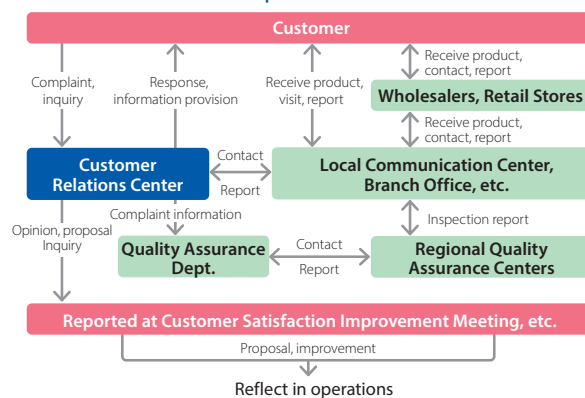 Customer
Complaint,
inquiry
Response,
information provision
Receive product,
visit, report
Receive product,
contact, report
Wholesalers, Retail Stores
Receive product,
contact, report
Customer
Relations Center
Contact
Report
Local Communication Center,
Branch Office, etc.
Opinion, proposal
Inquiry
Complaint information
Inspection report
Quality Assurance
Dept.
Contact
Report
Regional Quality
Assurance Centers
Reported at Customer Satisfaction Improvement Meeting, etc.
Proposal, improvement
Reflect in operations